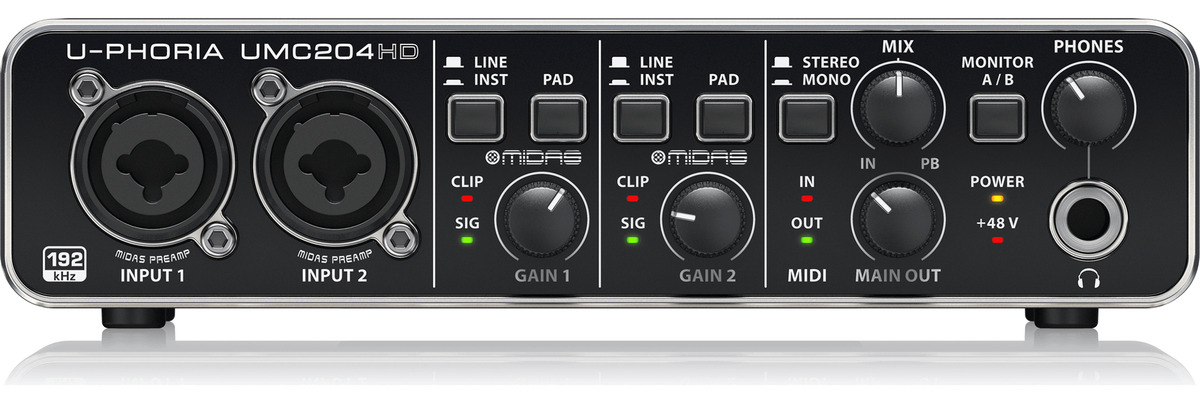 U-PHORIA UMC204HD
192
kHz
MIDAS PREAMP
INPUT 1
MIDAS PREAMP
INPUT 2
LINE
INST
PAD
MIDAS
CLIP
SIG
GAIN 1
LINE
INST
PAD
MIDAS
CLIP
SIG
GAIN 2
STEREO
MONO
MIX
IN PB
IN
OUT
MIDI
MAIN OUT
MONITOR
A / B
POWER
+48 V
PHONES